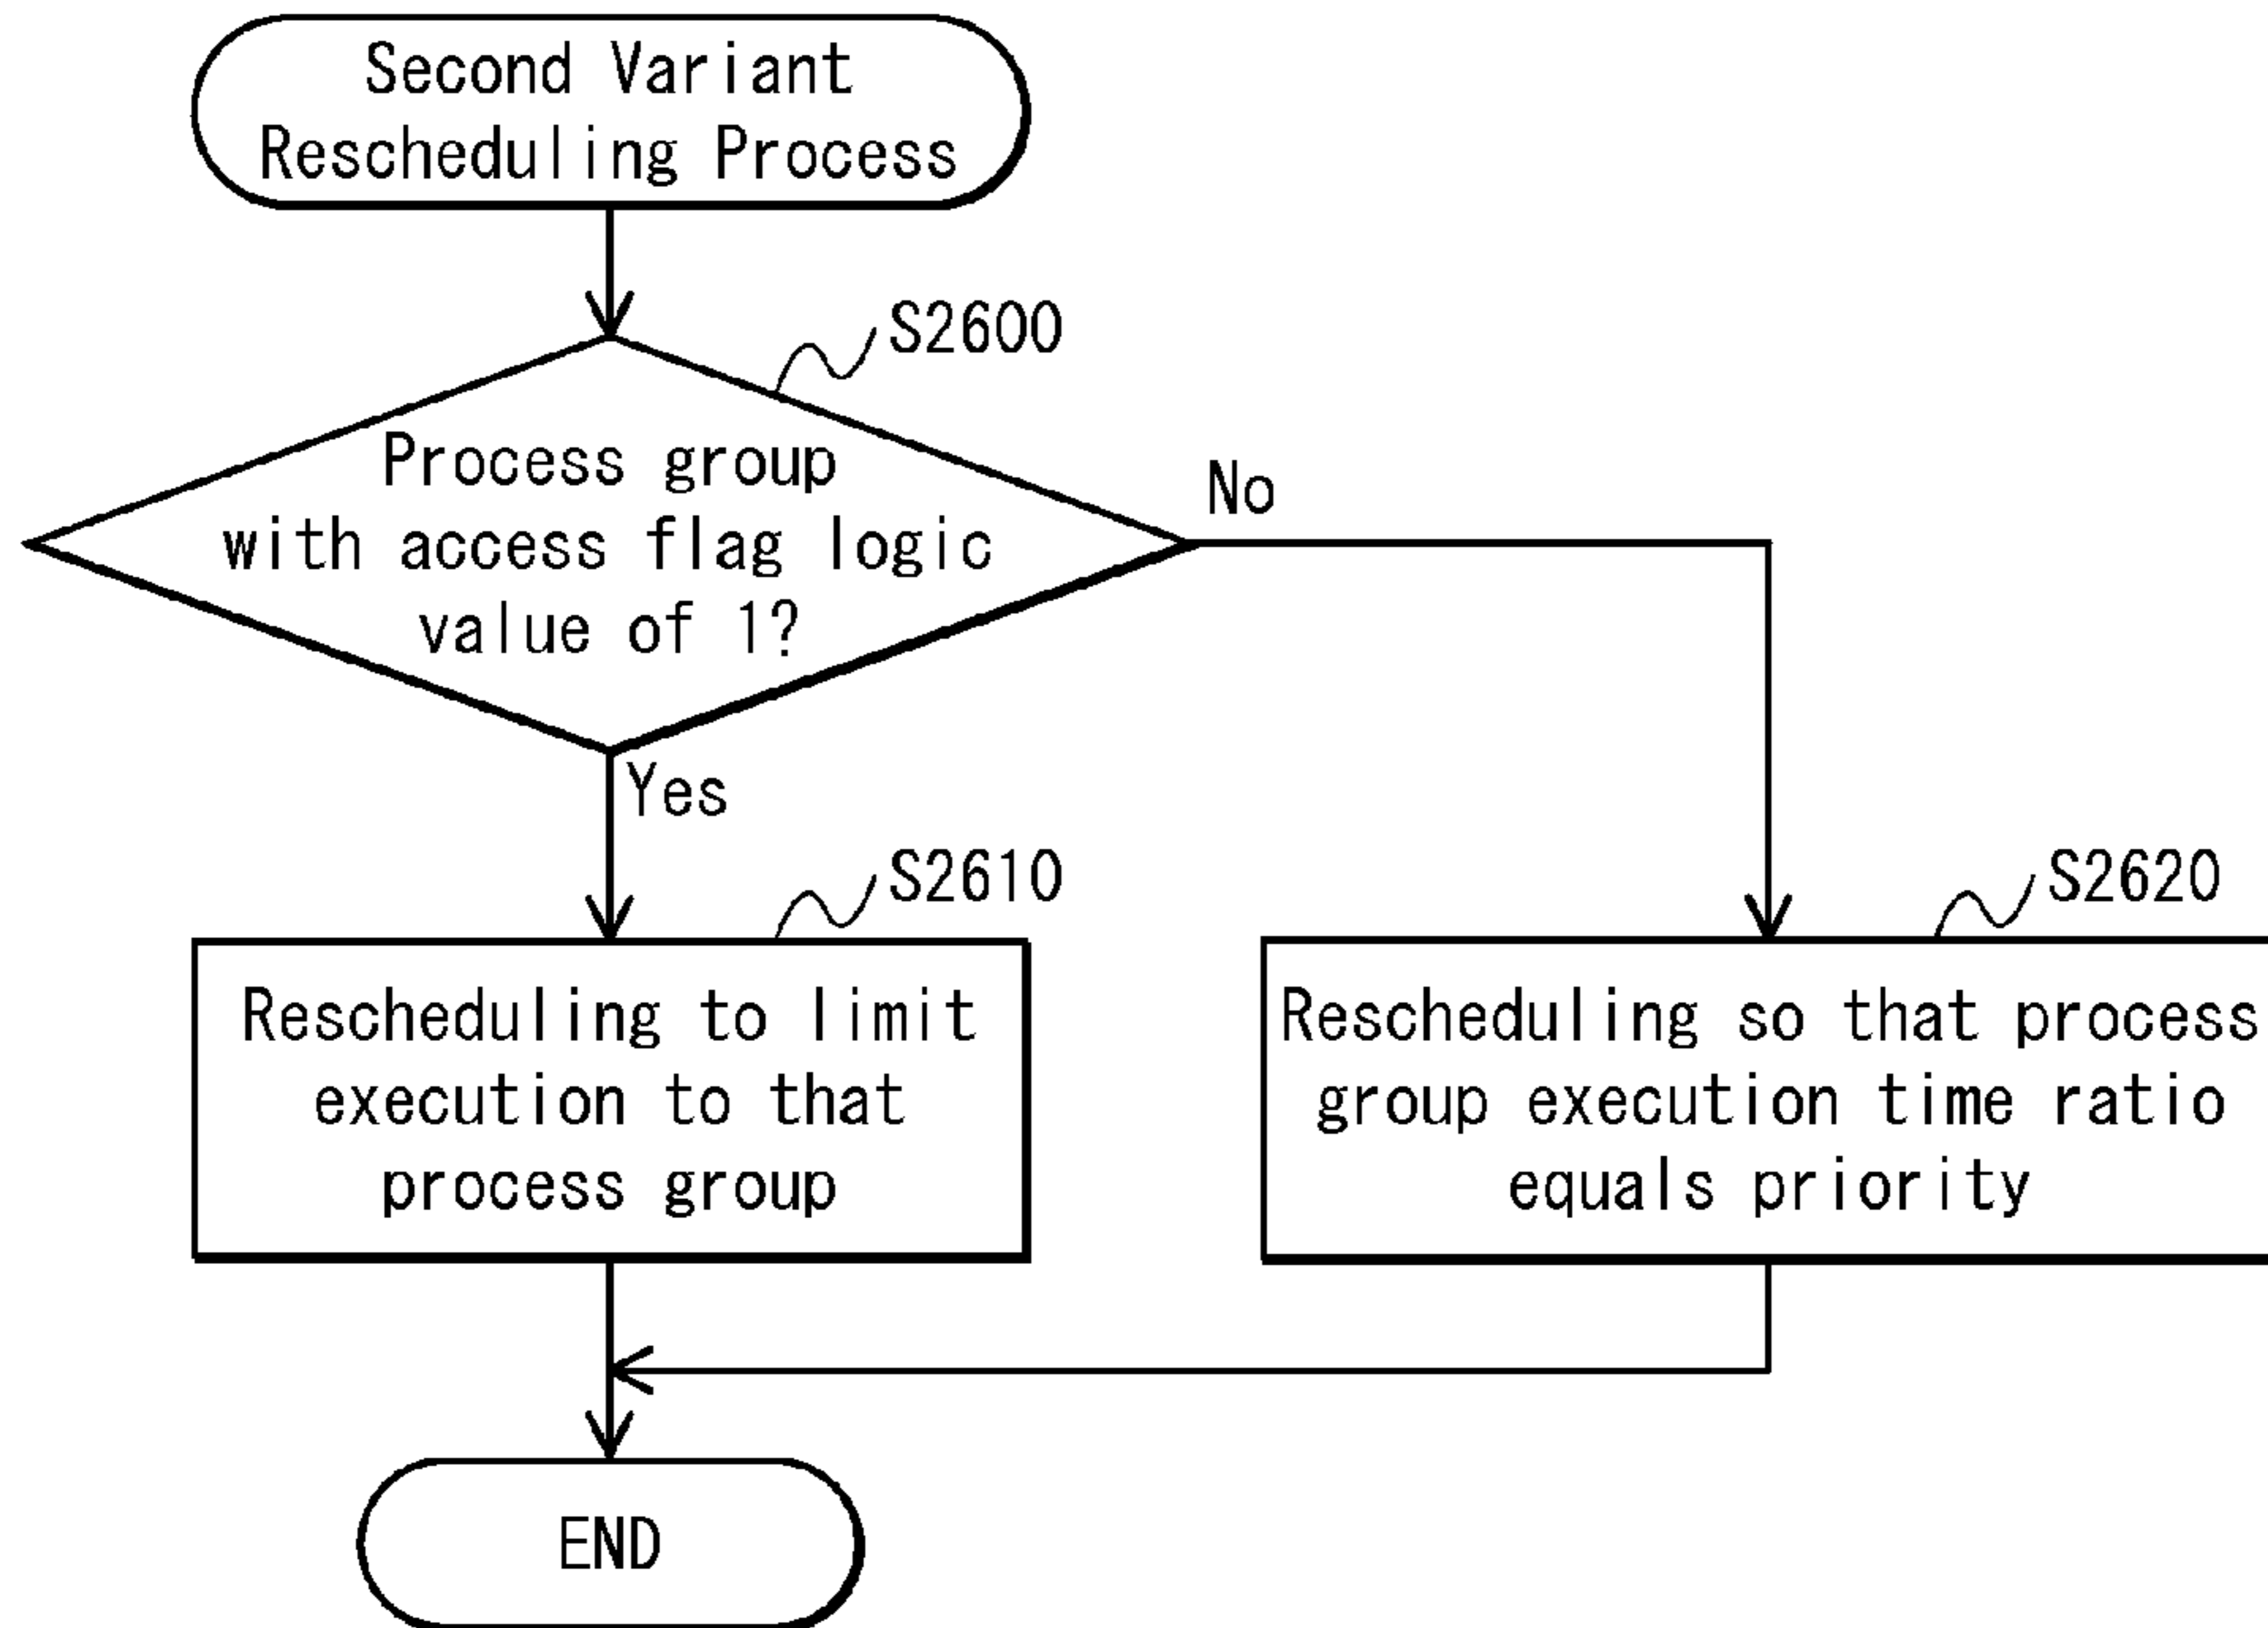 Second Variant
Rescheduling Process
S2600
Process group
with access flag logic
value of 1?
No
Yes
S2610
Rescheduling to limit
execution to that
process group
S2620
Rescheduling so that process
group execution time ratio
equals priority
END